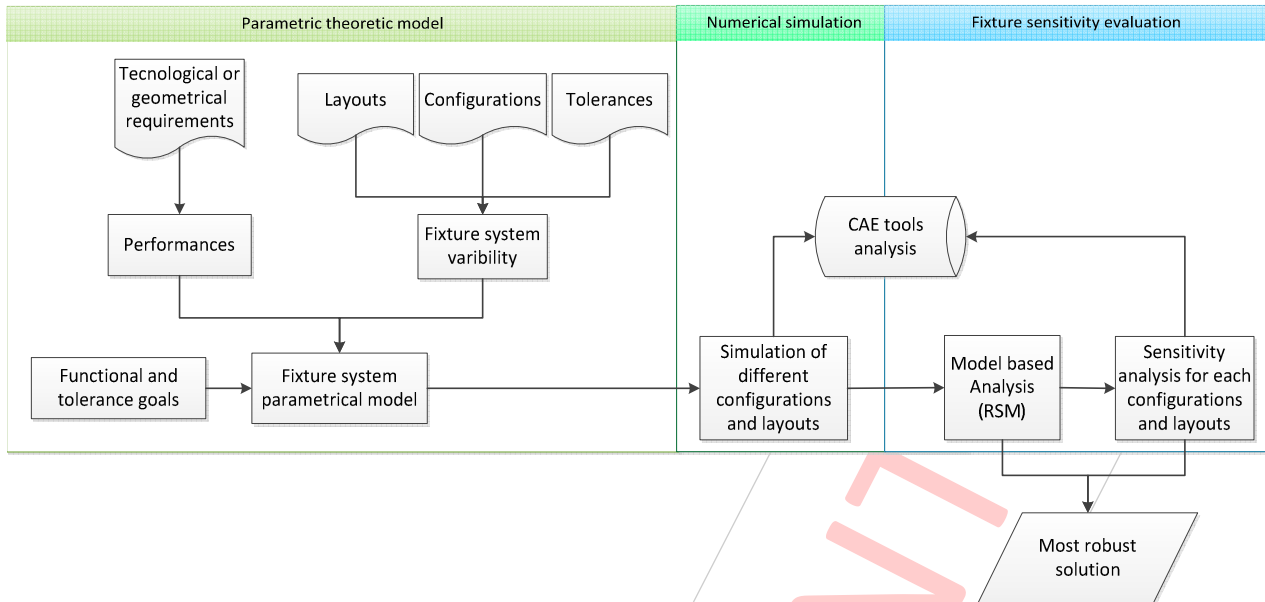 Parametric theoretic model
Numerical simulation
Fixture sensitivity evaluation
Tecnological or
geometrical
requirements
Layouts
Configurations
Tolerances
Performances
Fixture system
varibility
CAE tools
analysis
Functional and
tolerance goals
Fixture system
parametrical model
Simulation of
different
configurations
and layouts
Model based
Analysis
(RSM)
Sensitivity
analysis for each
configurations
and layouts
Most robust
solution